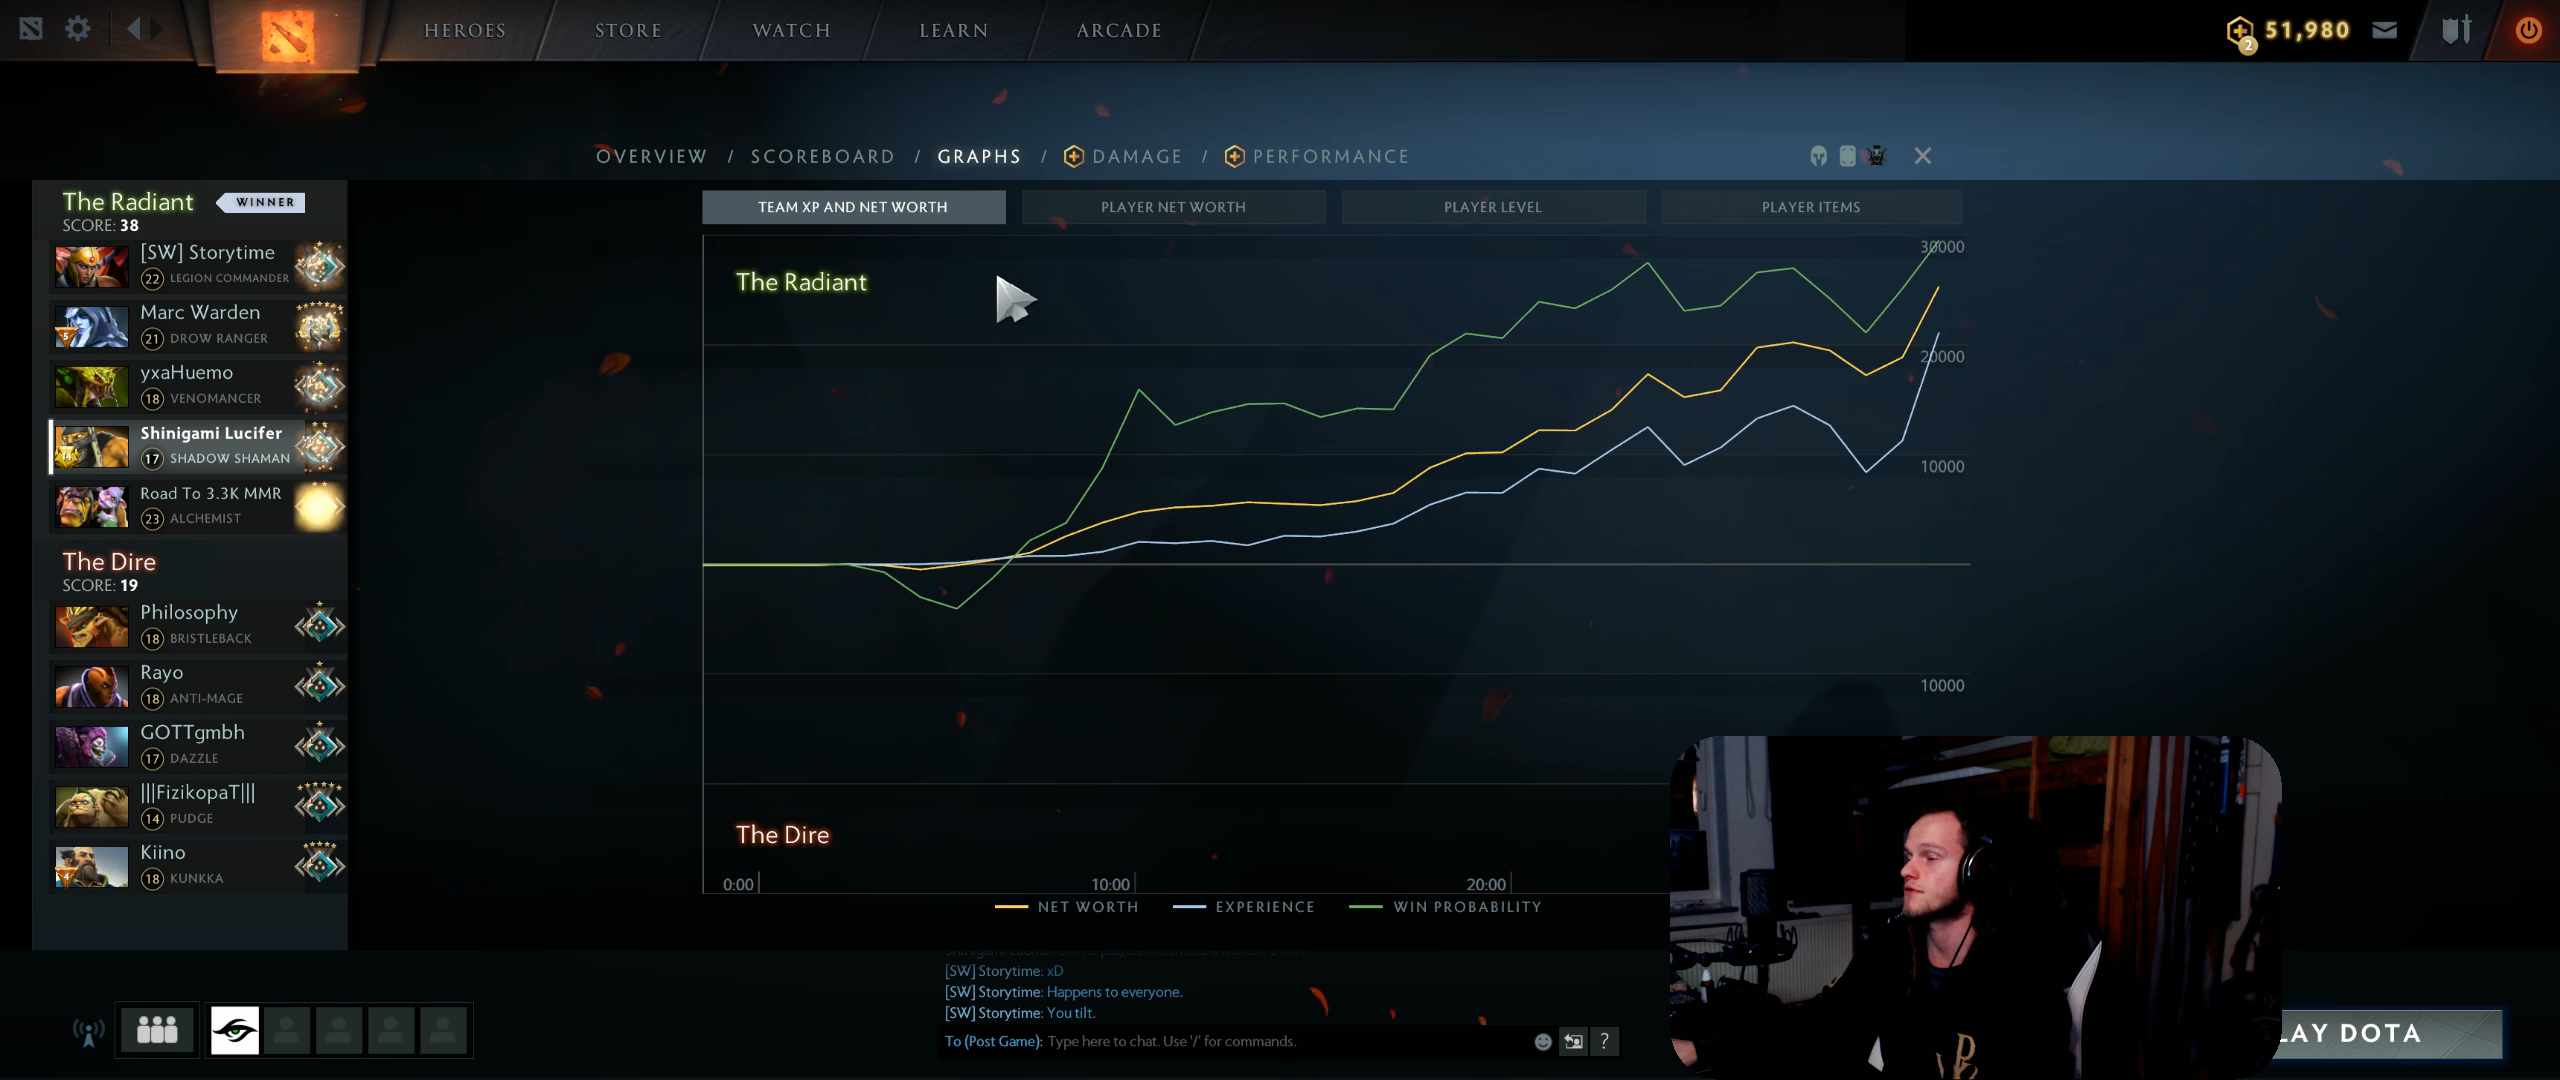 HEROES
STORE
WATCH
LEARN
ARCADE
2
51,980
OVERVIEW / SCOREBOARD / GRAPHS / DAMAGE / PERFORMANCE
TEAM XP AND NET WORTH
PLAYER NET WORTH
PLAYER LEVEL
PLAYER ITEMS
The Radiant
WINNER
SCORE: 38
[SW] Storytime
22 LEGION COMMANDER
Marc Warden
5
21 DROW RANGER
yxaHuemo
18 VENOMANCER
Shinigami Lucifer
17 SHADOW SHAMAN
Road To 3.3K MMR
23 ALCHEMIST
The Dire
SCORE: 19
Philosophy
18 BRISTLEBACK
Rayo
18 ANTI-MAGE
GOTTgmbh
17 DAZZLE
|||FizikopaT|||
14 PUDGE
Kiino
4
18 KUNKKA
The Radiant
30000
20000
10000
10000
The Dire
0:00
10:00
20:00
NET WORTH
EXPERIENCE
WIN PROBABILITY
[SW] Storytime: xD
[SW] Storytime: Happens to everyone.
[SW] Storytime: You tilt.
To (Post Game): Type here to chat. Use '/' for commands.
?
LAY DOTA